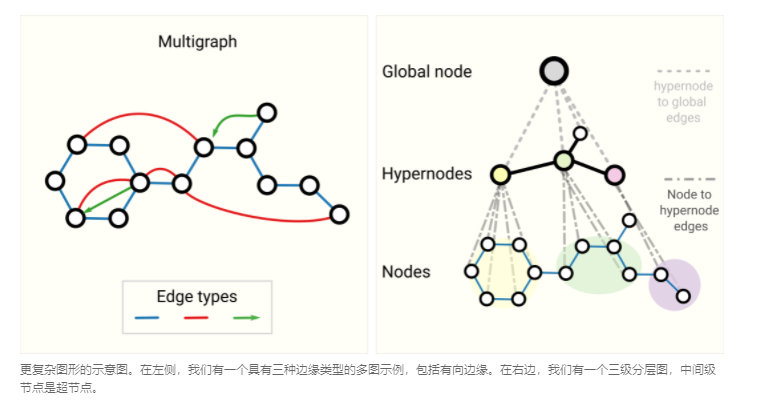 Multigraph
Edge types
Global node
hypernode
to global
edges
Hypernodes
Node to
hypernode
edges
Nodes
更复杂图形的示意图。在左侧，我们有一个具有三种边缘类型的多图示例，包括有向边缘。在右边，我们有一个三级分层图，中间级
节点是超节点。